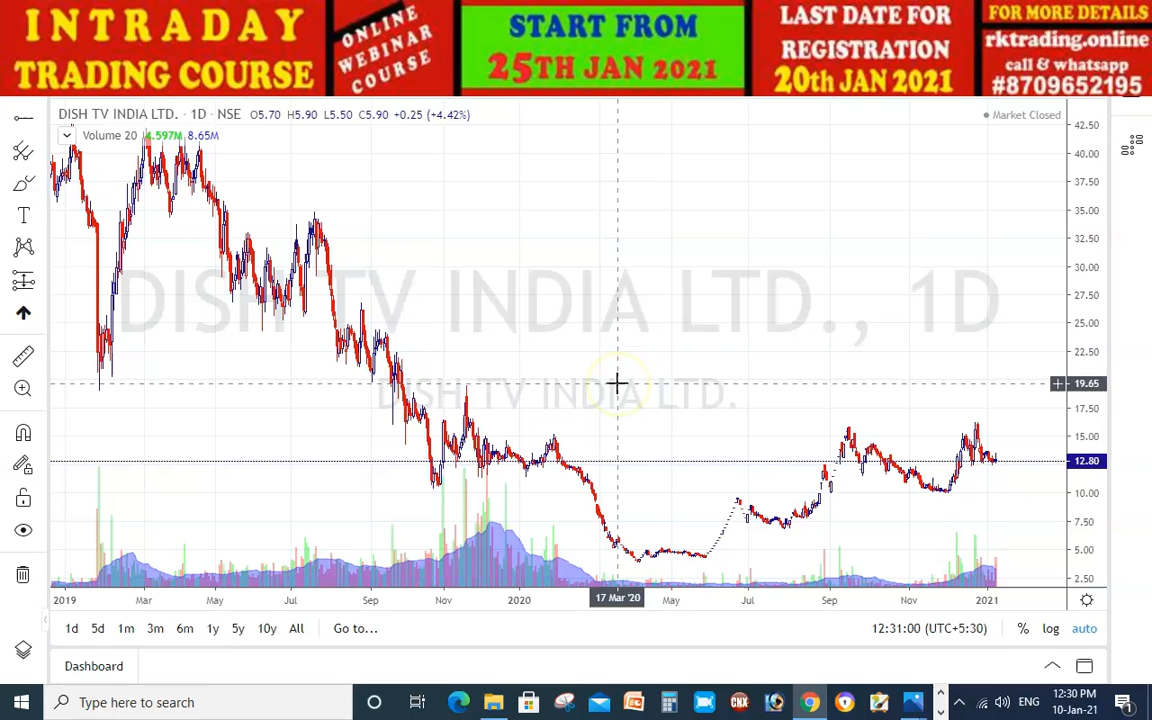 INTRADAY
TRADING COURSE
ONLINE
WEBINAR
COURSE
START FROM
25TH JAN 2021
LAST DATE FOR
REGISTRATION
20th JAN 2021
FOR MORE DETAILS
rktrading.online
call & whatsapp
#8709652195
DISH TV INDIA LTD. · 1D · NSE O5.70 H5.90 L5.50 C5.90 +0.25 (+4.42%)
Market Closed
Volume 20 4.597M 8.65M
DISH TV INDIA LTD., 1D
DISH TV INDIA LTD.
42.50
40.00
37.50
35.00
32.50
30.00
27.50
25.00
22.50
19.65
17.50
15.00
12.80
10.00
7.50
5.00
2.50
2019 Mar May Jul Sep Nov 2020 17 Mar '20 May Jul Sep Nov 2021
1d 5d 1m 3m 6m 1y 5y 10y All Go to... 12:31:00 (UTC+5:30) % log auto
Dashboard
Type here to search
CNX
12:30 PM
10-Jan-21
1